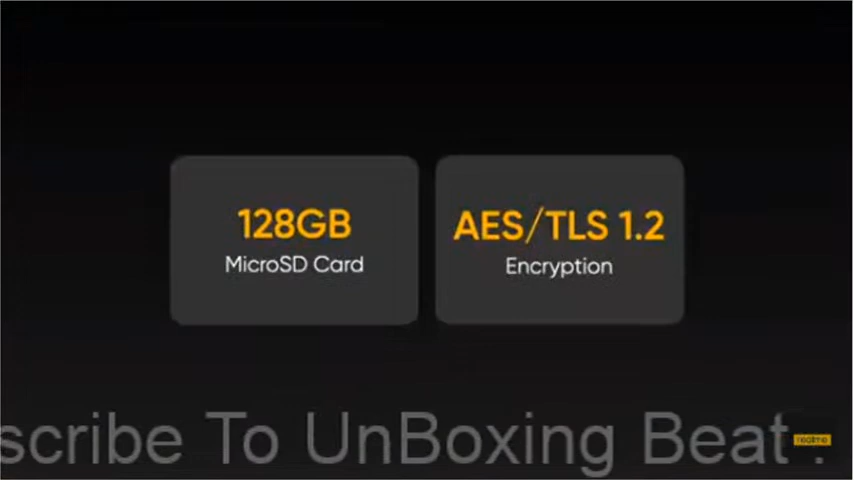 128GB
MicroSD Card
AES/TLS 1.2
Encryption
scribe To UnBoxing Beat .
realme